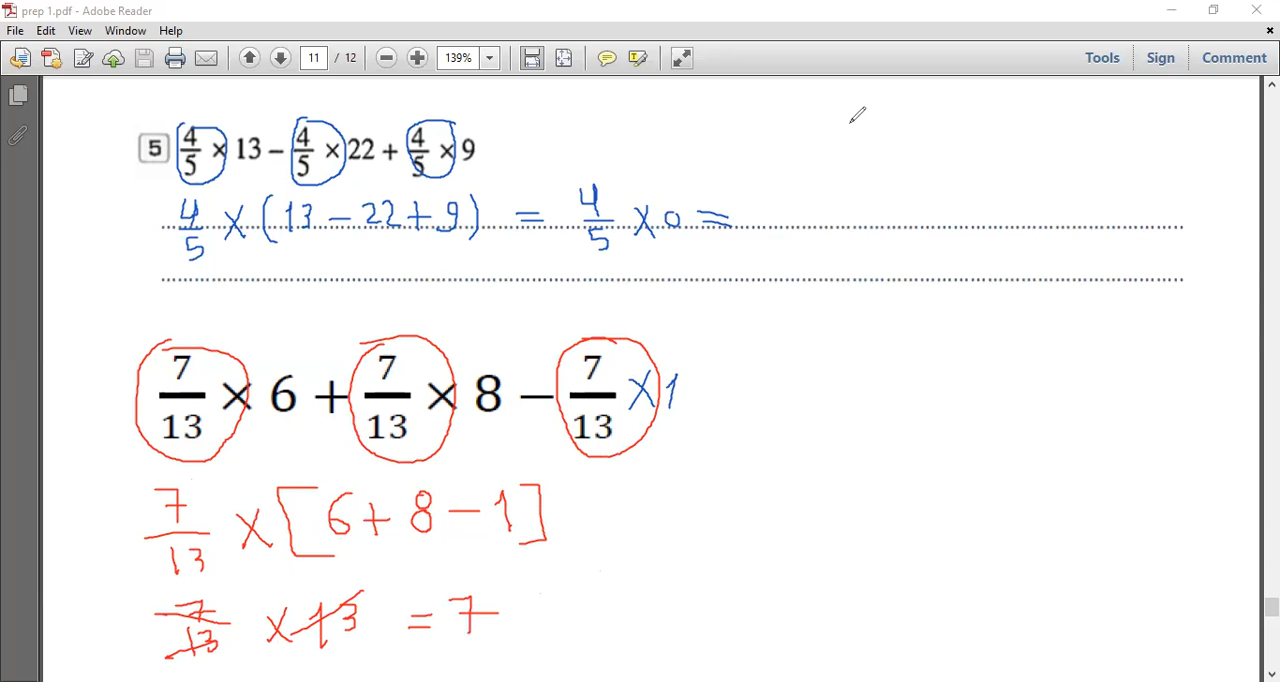 prep 1.pdf - Adobe Reader
File Edit View Window Help
11 / 12 139% Tools Sign Comment
5 4/5 × 13 − 4/5 × 22 + 4/5 × 9
4/5 × (13 − 22 + 9) = 4/5 × 0 =
7/13 × 6 + 7/13 × 8 − 7/13 × 1
7/13 × [6 + 8 − 1]
7/13 × 13 = 7